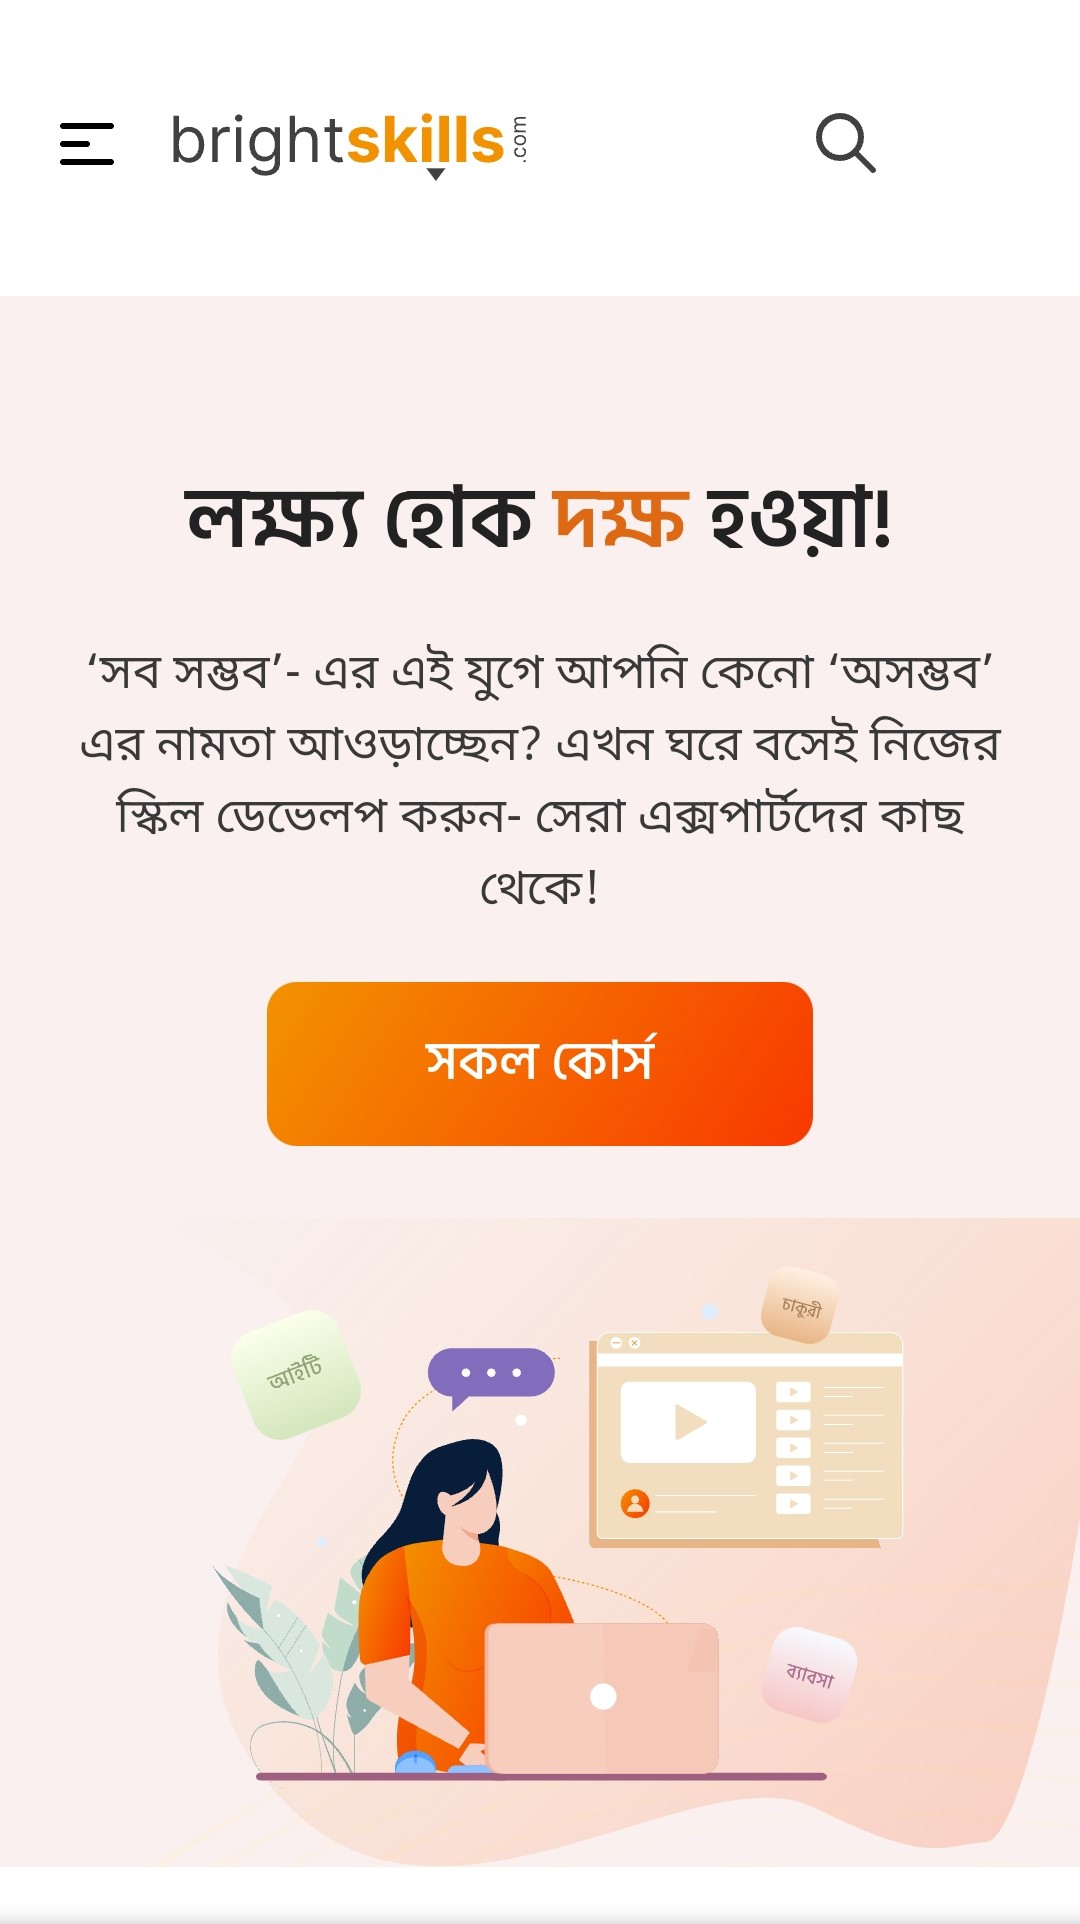 brightskills.com
লক্ষ্য হোক দক্ষ হওয়া!
‘সব সম্ভব’- এর এই যুগে আপনি কেনো ‘অসম্ভব’
এর নামতা আওড়াচ্ছেন? এখন ঘরে বসেই নিজের
স্কিল ডেভেলপ করুন- সেরা এক্সপার্টদের কাছ
থেকে!
সকল কোর্স
চাকুরী
আইটি
ব্যাবসা